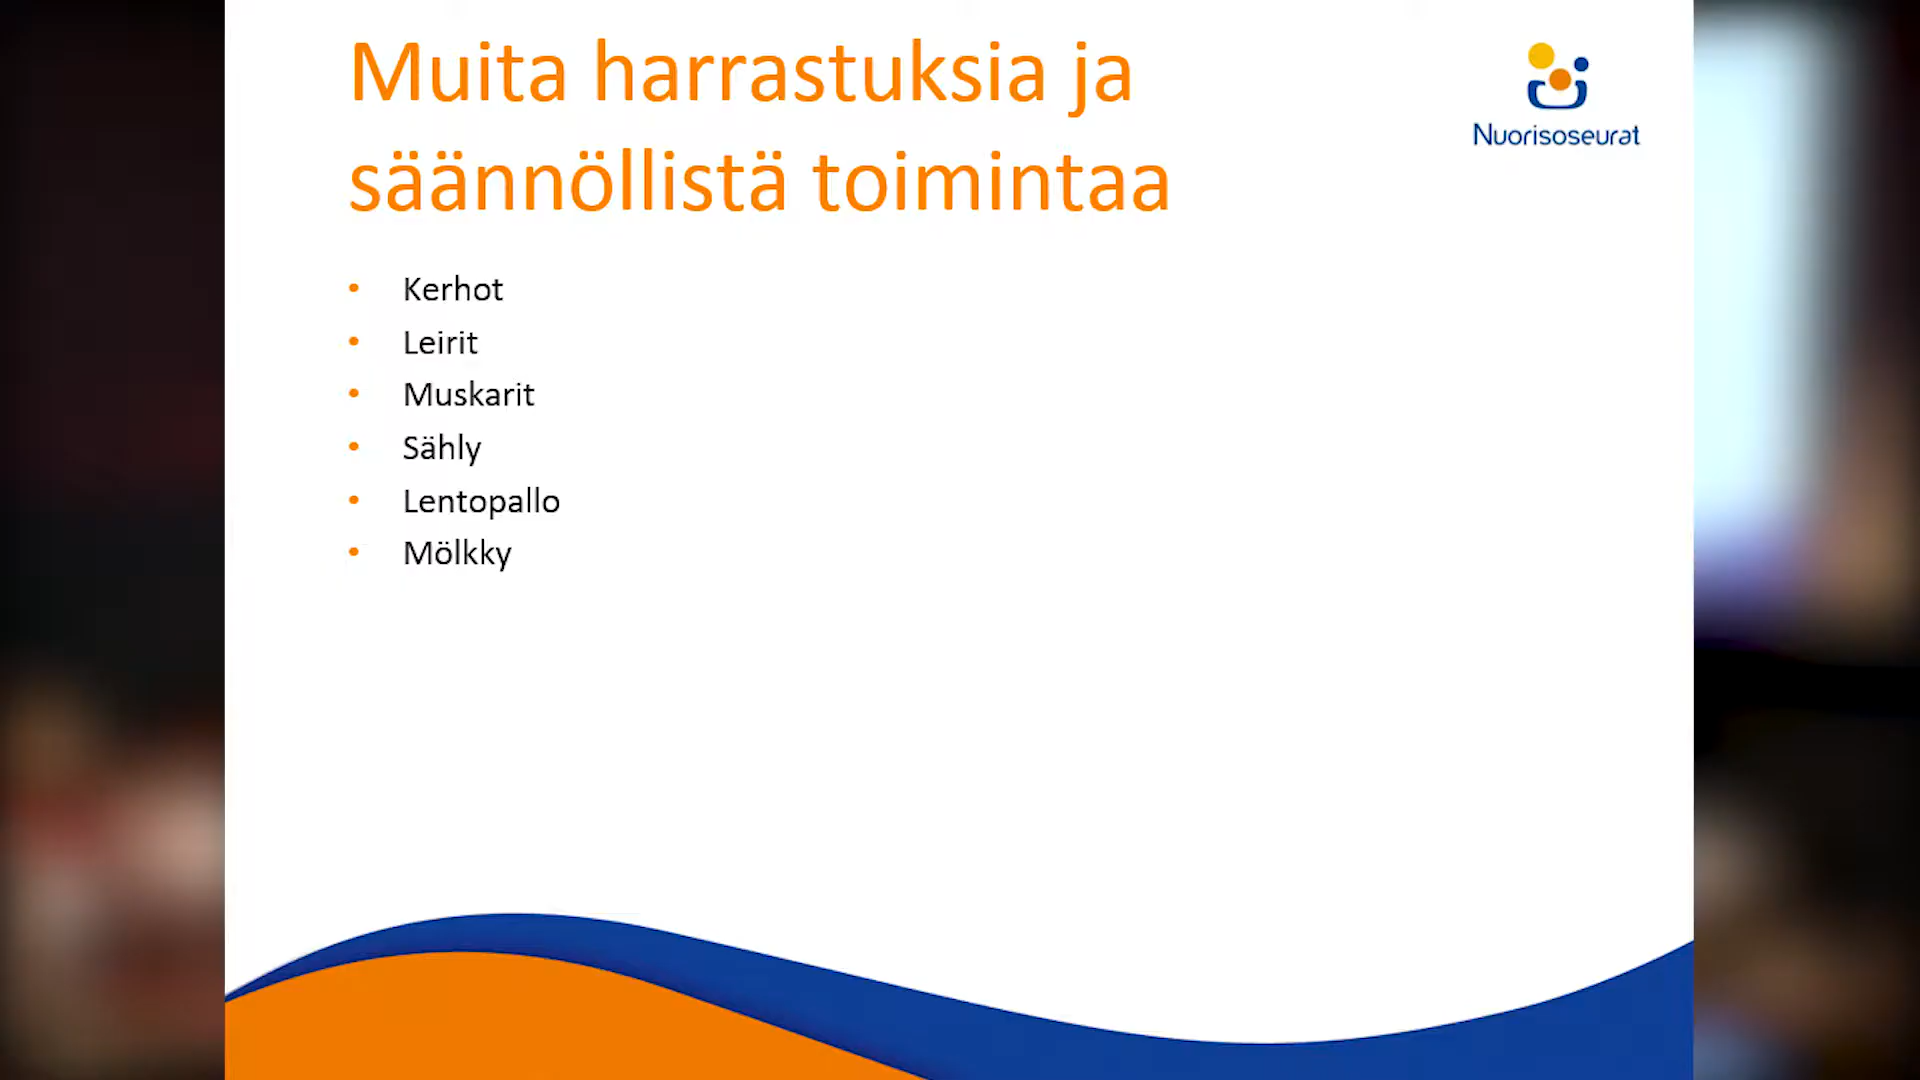 Muita harrastuksia ja
säännöllistä toimintaa
Nuorisoseurat
• Kerhot
• Leirit
• Muskarit
• Sähly
• Lentopallo
• Mölkky